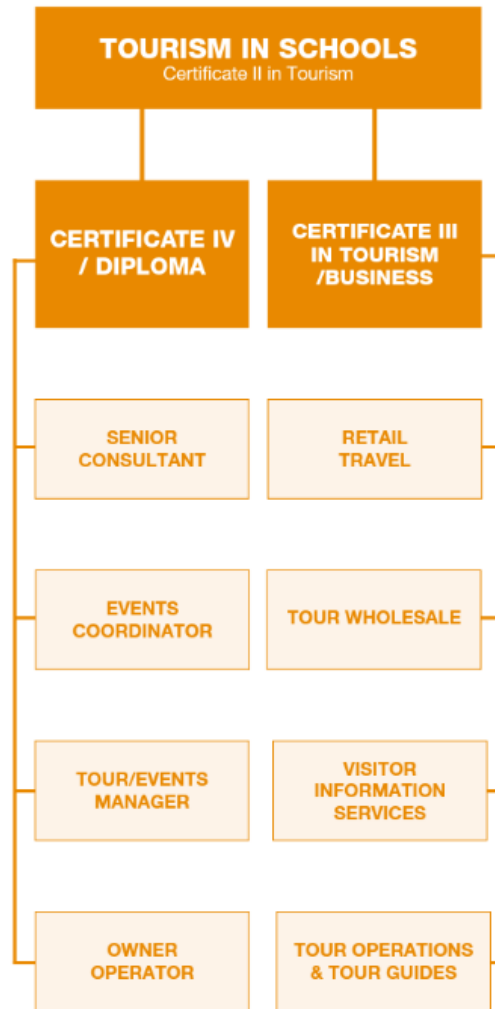 TOURISM IN SCHOOLS
Certificate II in Tourism
CERTIFICATE IV
/ DIPLOMA
CERTIFICATE III
IN TOURISM
/BUSINESS
SENIOR
CONSULTANT
RETAIL
TRAVEL
EVENTS
COORDINATOR
TOUR WHOLESALE
TOUR/EVENTS
MANAGER
VISITOR
INFORMATION
SERVICES
OWNER
OPERATOR
TOUR OPERATIONS
& TOUR GUIDES